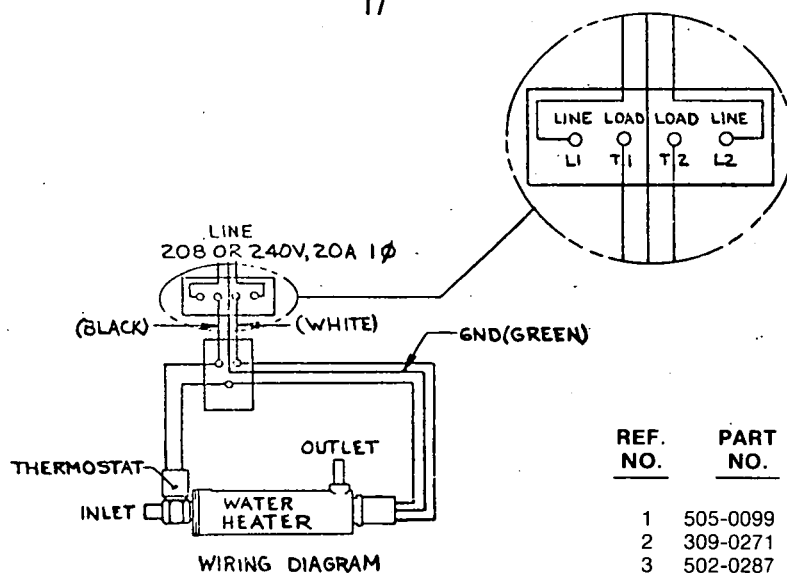 17
LINE LOAD LOAD LINE
L1 T1 T2 L2
LINE
208 OR 240V, 20A 1Ø
(BLACK) (WHITE)
GND(GREEN)
THERMOSTAT
OUTLET
INLET
WATER
HEATER
WIRING DIAGRAM
REF. PART
NO. NO.
1 505-0099
2 309-0271
3 502-0287